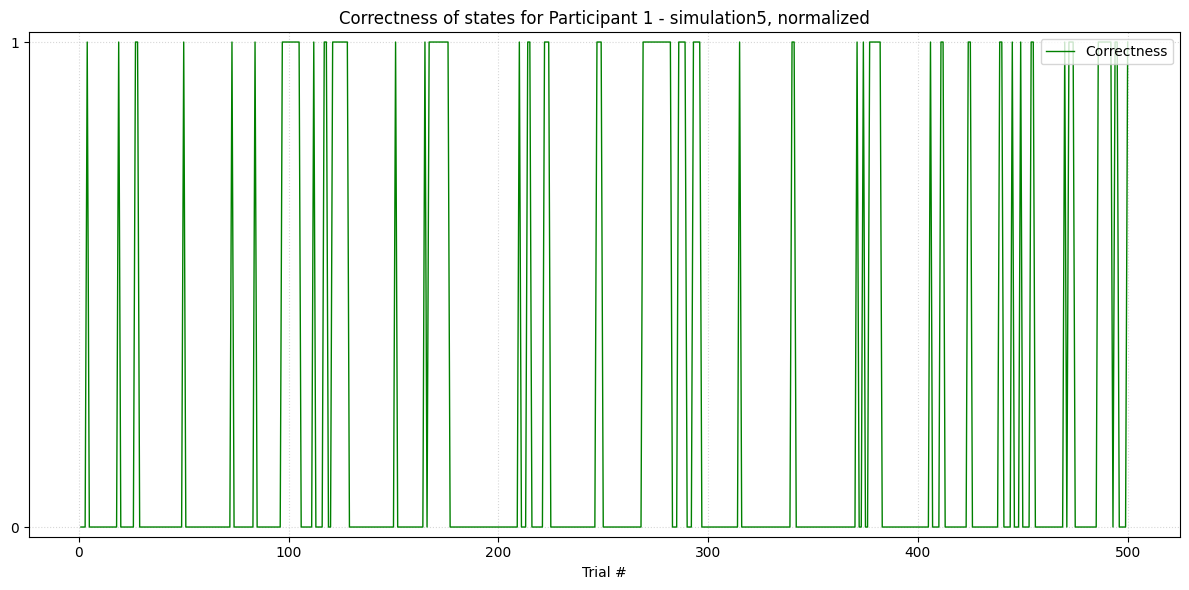 Correctness of states for Participant 1 - simulation5, normalized
1
Correctness
0
0 100 200 300 400 500
Trial #